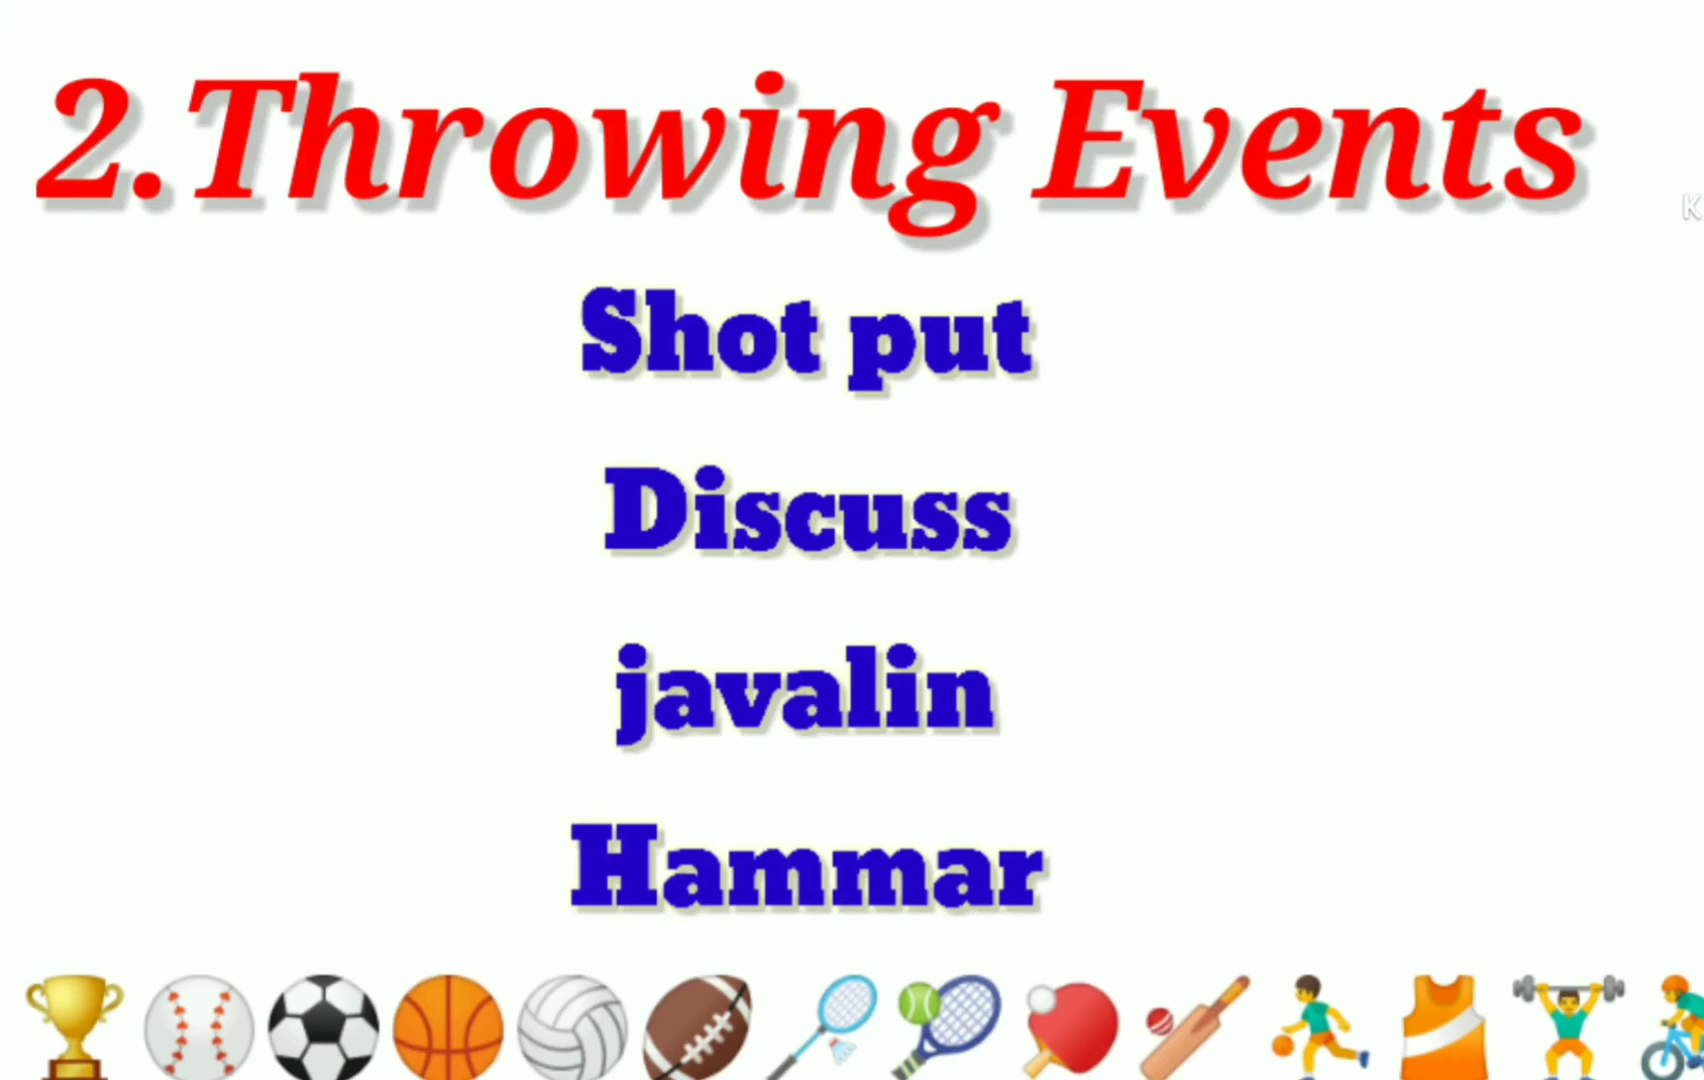 2.Throwing Events
K
Shot put
Discuss
javalin
Hammar